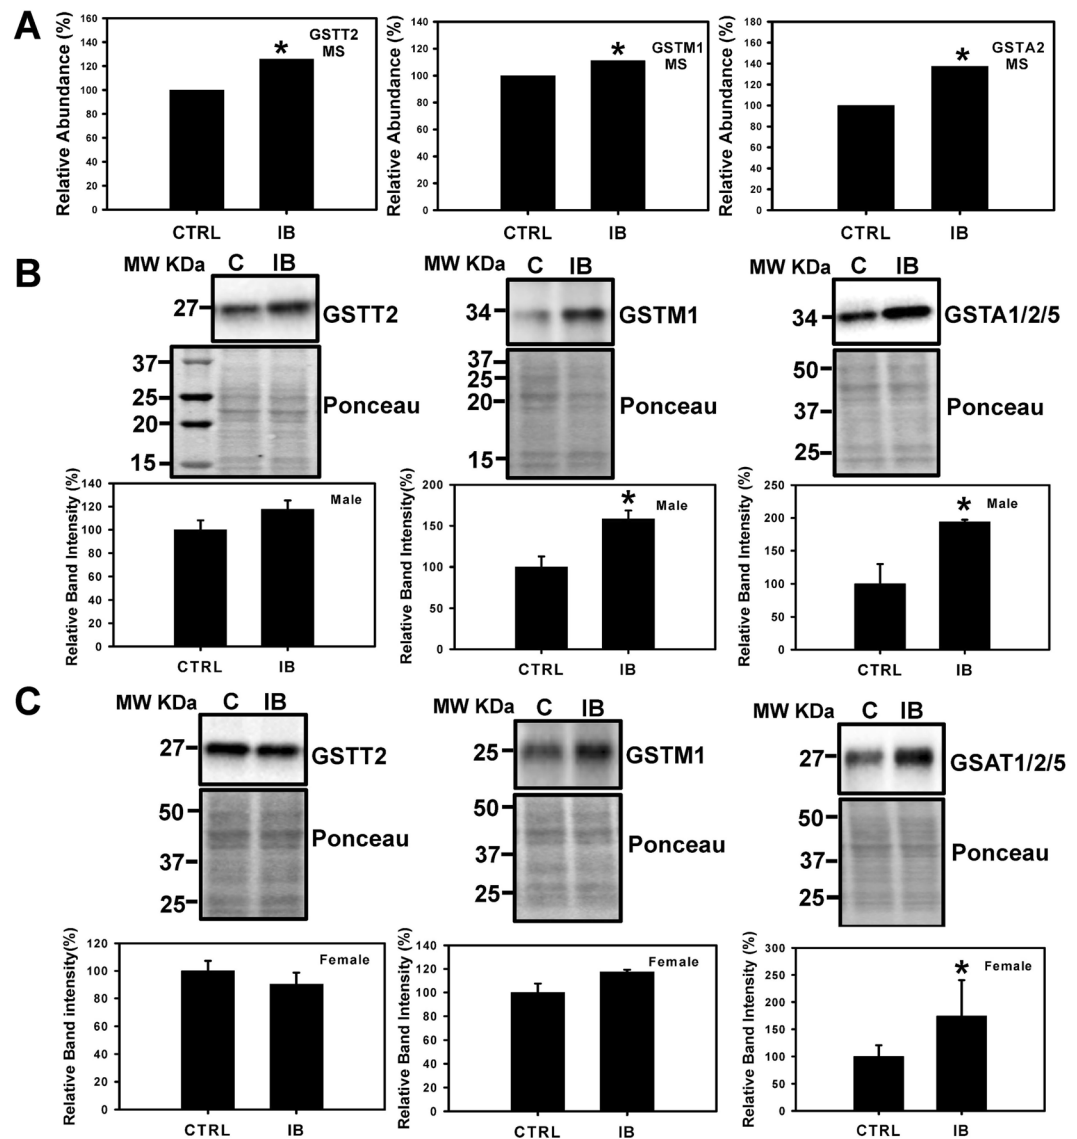 A
Relative Abundance (%)
160
140
120
100
80
60
40
20
0
*
GSTT2
MS
CTRL
IB
Relative Abundance (%)
140
120
100
80
60
40
20
0
*
GSTM1
MS
CTRL
IB
Relative Abundance (%)
180
160
140
120
100
80
60
40
20
0
*
GSTA2
MS
CTRL
IB
B
MW KDa C IB
27
GSTT2
37
25
20
15
Ponceau
Relative Band Intensity (%)
140
120
100
80
60
40
20
0
Male
CTRL
IB
MW KDa C IB
34
GSTM1
37
25
20
15
Ponceau
Relative Band Intensity(%)
200
150
100
50
0
*
Male
CTRL
IB
MW KDa C IB
34
GSTA1/2/5
50
37
25
Ponceau
Relative Band Intensity (%)
250
200
150
100
50
0
*
Male
CTRL
IB
C
MW KDa C IB
27
GSTT2
50
37
25
Ponceau
Relative Band intensity(%)
120
100
80
60
40
20
0
Female
CTRL
IB
MW KDa C IB
25
GSTM1
50
37
25
Ponceau
Relative Band Intensity (%)
140
120
100
80
60
40
20
0
Female
CTRL
IB
MW KDa C IB
27
GSAT1/2/5
50
37
25
Ponceau
Relative Band Intensity (%)
300
250
200
150
100
50
0
*
Female
CTRL
IB